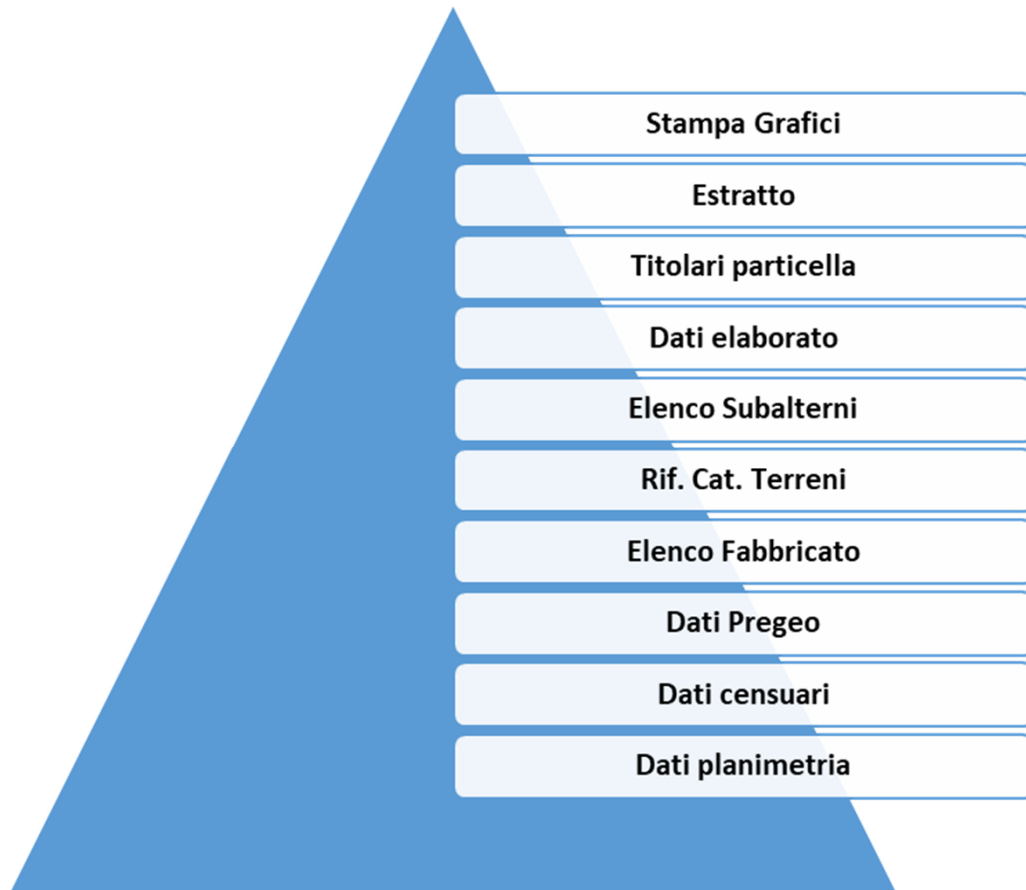 Stampa Grafici
Estratto
Titolari particella
Dati elaborato
Elenco Subalterni
Rif. Cat. Terreni
Elenco Fabbricato
Dati Pregeo
Dati censuari
Dati planimetria